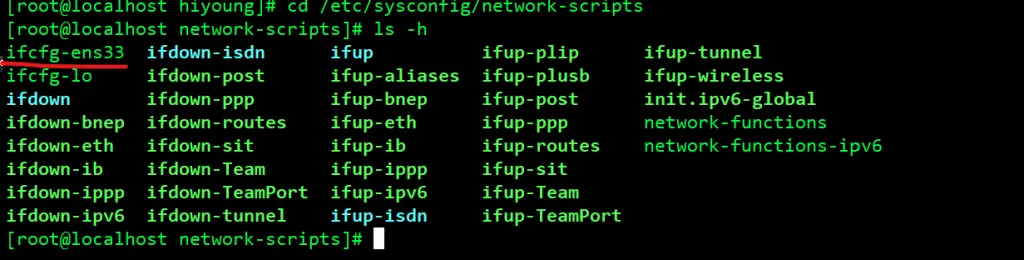 [root@localhost hiyoung]# cd /etc/sysconfig/network-scripts
[root@localhost network-scripts]# ls -h
ifcfg-ens33 ifdown-isdn ifup ifup-plip ifup-tunnel
ifcfg-lo ifdown-post ifup-aliases ifup-plusb ifup-wireless
ifdown ifdown-ppp ifup-bnep ifup-post init.ipv6-global
ifdown-bnep ifdown-routes ifup-eth ifup-ppp network-functions
ifdown-eth ifdown-sit ifup-ib ifup-routes network-functions-ipv6
ifdown-ib ifdown-Team ifup-ippp ifup-sit
ifdown-ippp ifdown-TeamPort ifup-ipv6 ifup-Team
ifdown-ipv6 ifdown-tunnel ifup-isdn ifup-TeamPort
[root@localhost network-scripts]#